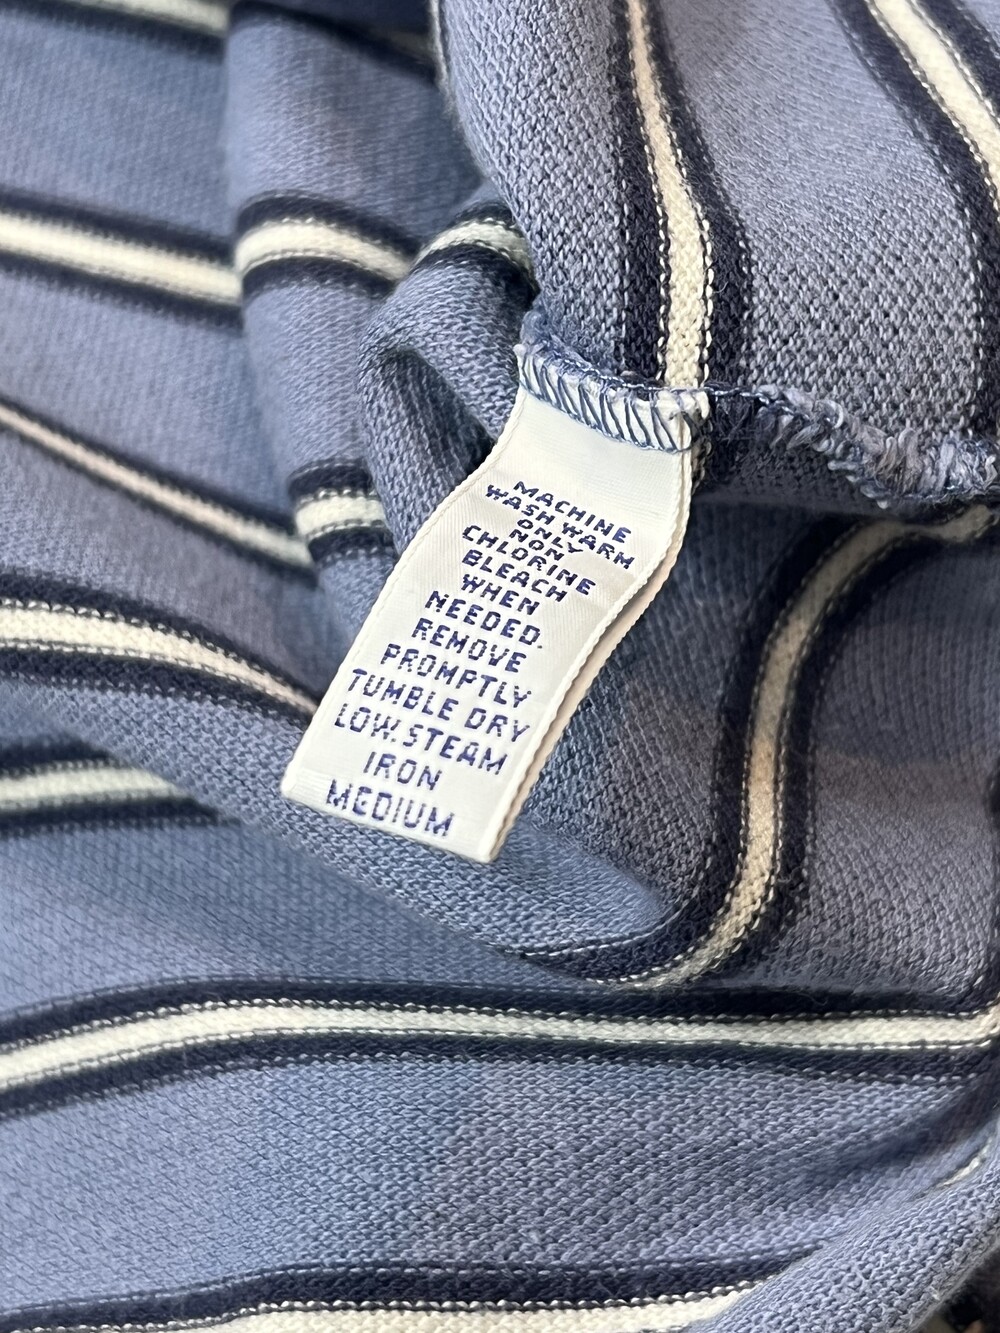 MACHINE
WASH WARM
ONLY
NON
CHLORINE
BLEACH
WHEN
NEEDED.
REMOVE
PROMPTLY
TUMBLE DRY
LOW. STEAM
IRON
MEDIUM